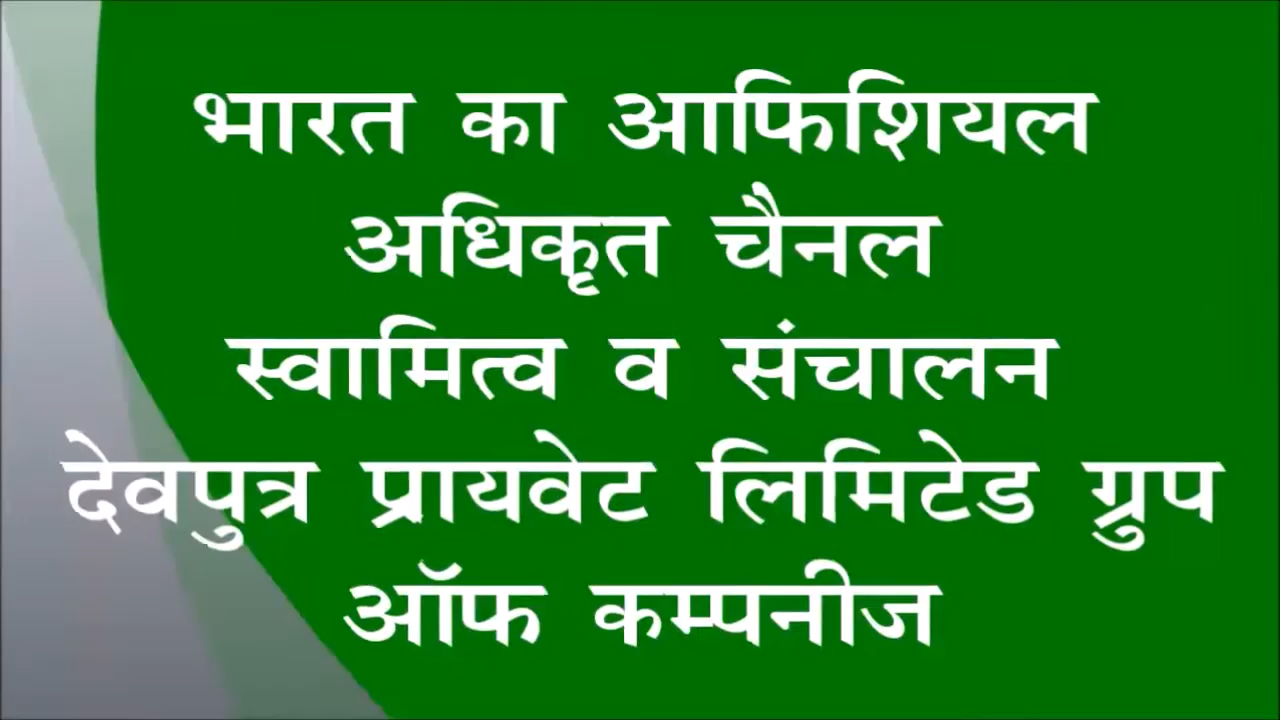 भारत का आफिशियल
अधिकृत चैनल
स्वामित्व व संचालन
देवपुत्र प्रायवेट लिमिटेड ग्रुप
ऑफ कम्पनीज